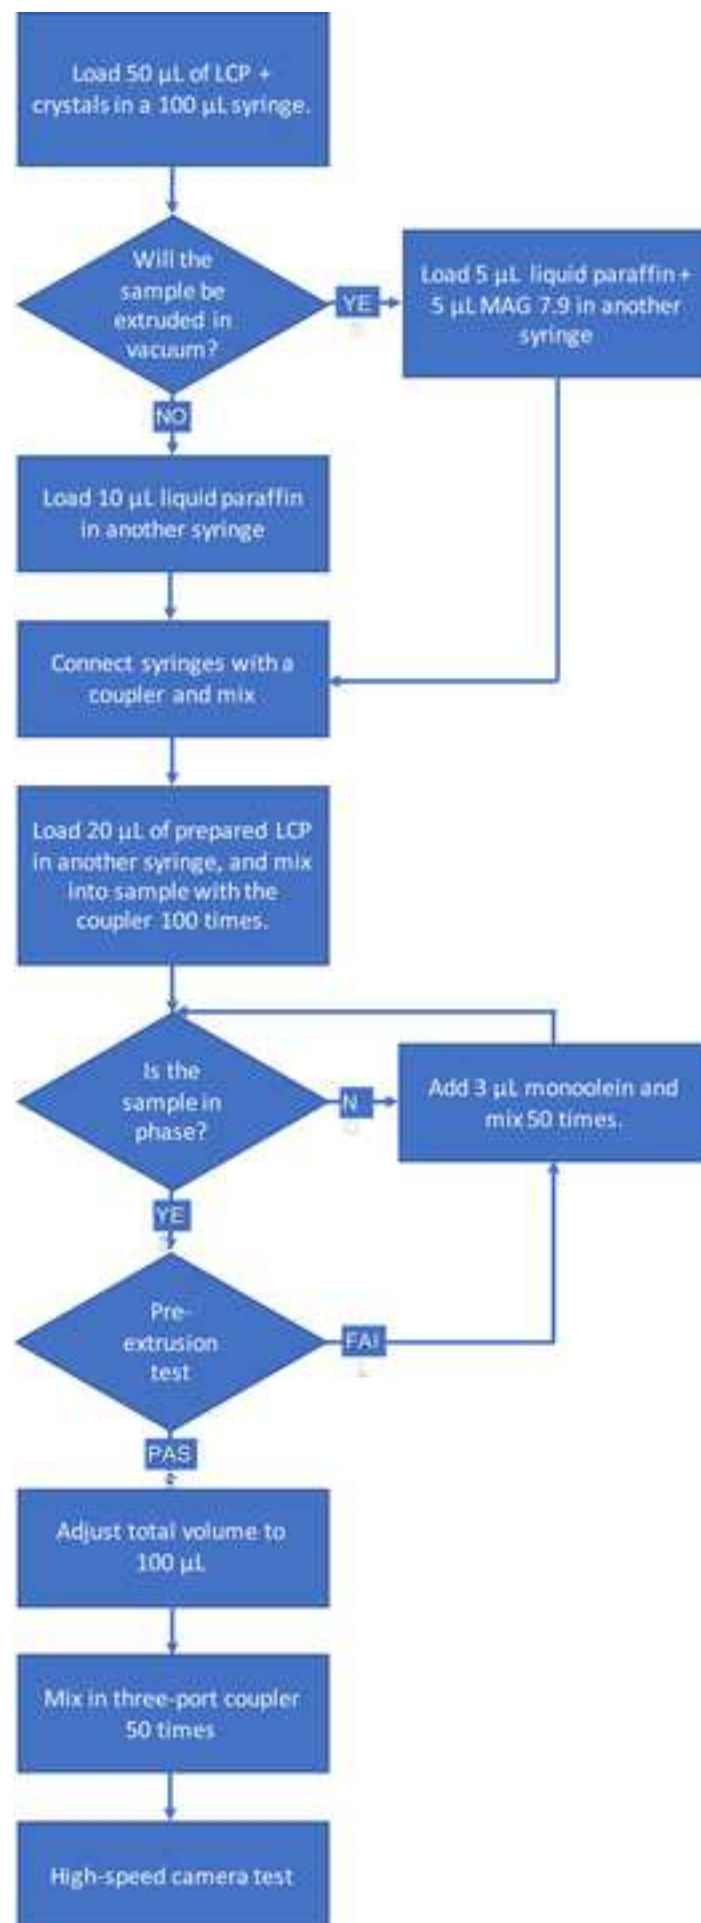 Load 50 µL of LCP +
crystals in a 100 µL syringe.
Will the
sample be
extruded in
vacuum?
YE
S
Load 5 µL liquid paraffin +
5 µL MAG 7.9 in another
syringe
NO
Load 10 µL liquid paraffin
in another syringe
Connect syringes with a
coupler and mix
Load 20 µL of prepared LCP
in another syringe, and mix
into sample with the
coupler 100 times.
Is the
sample in
phase?
N
O
Add 3 µL monoolein and
mix 50 times.
YE
Pre-
extrusion
test
FAI
L
PAS
Adjust total volume to
100 µL
Mix in three-port coupler
50 times
High-speed camera test